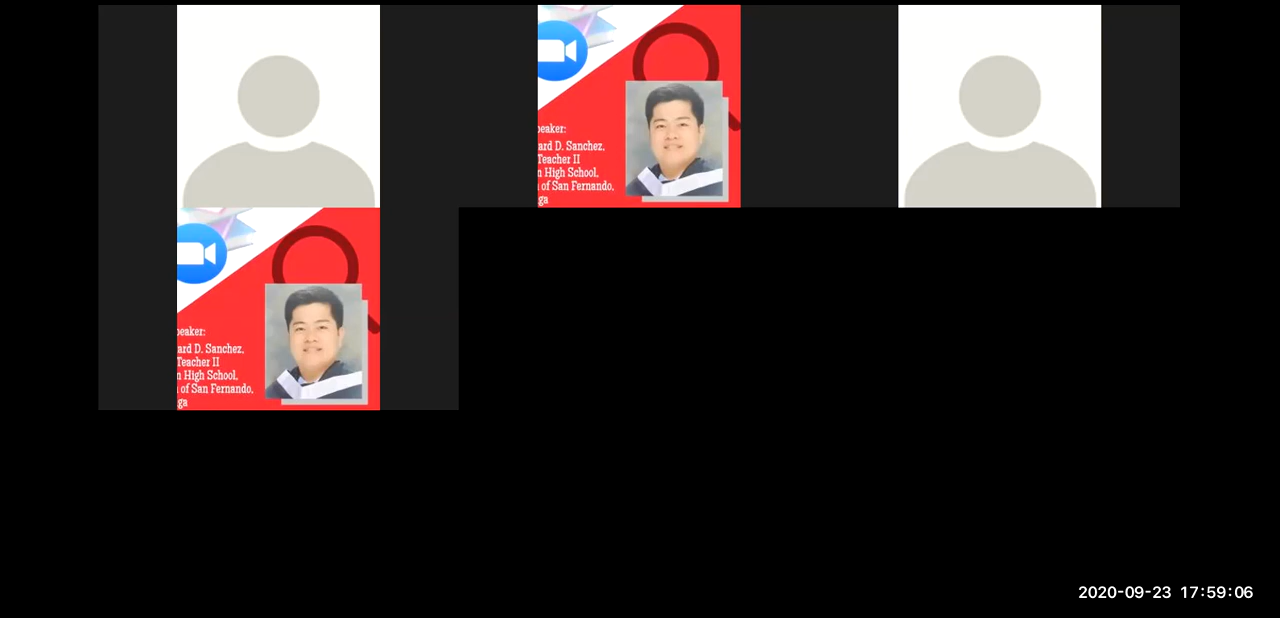 peaker:
ard D. Sanchez,
Teacher II
n High School,
of San Fernando,
ga
peaker:
ard D. Sanchez,
Teacher II
n High School,
of San Fernando,
ga
2020-09-23 17:59:06